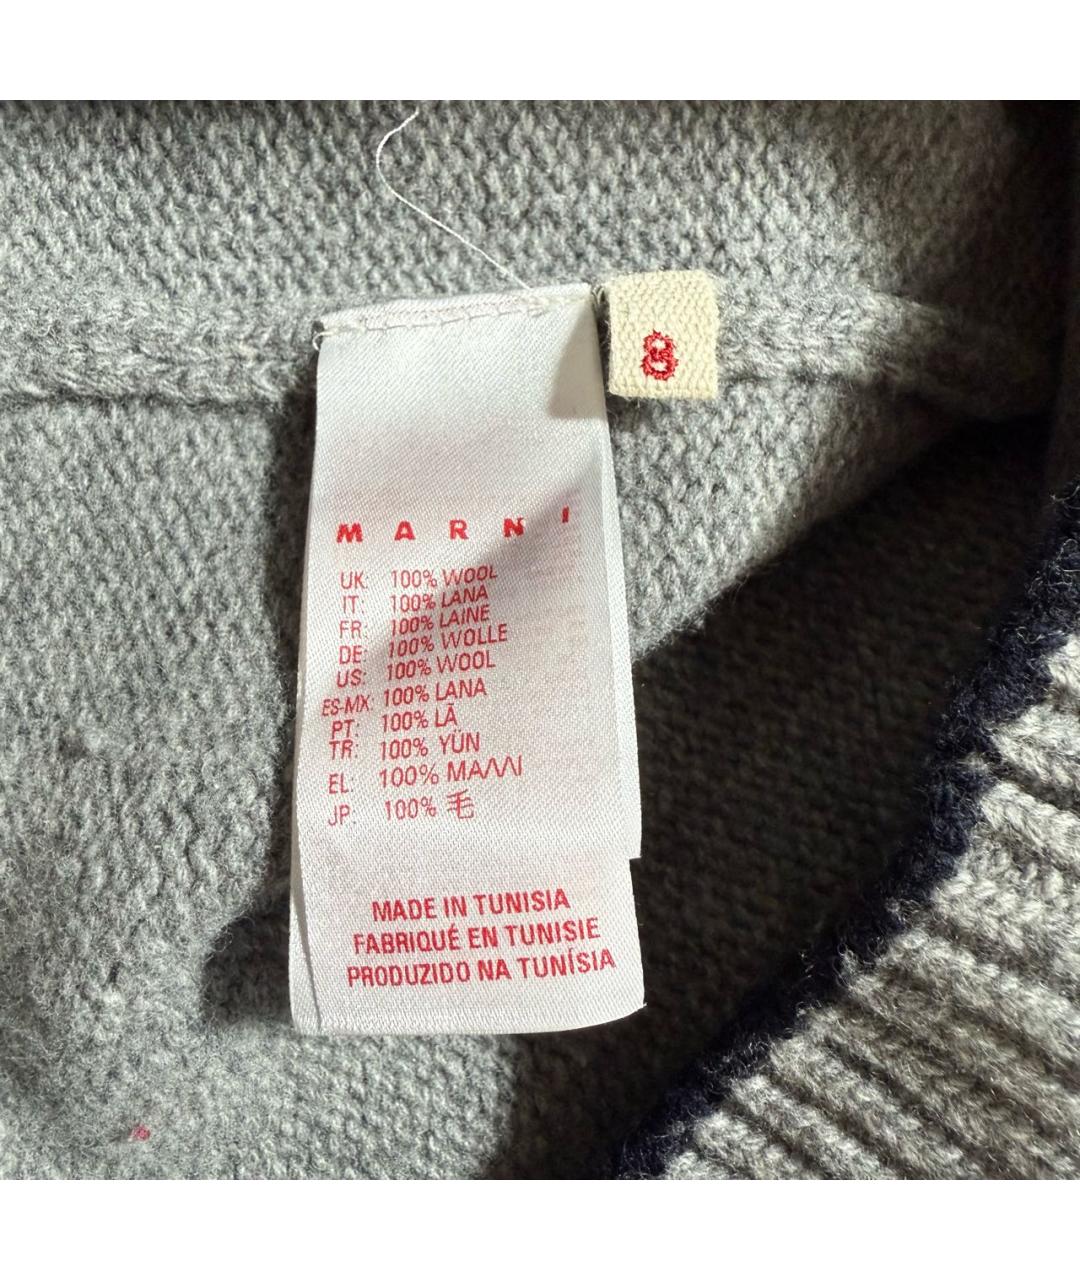 8
MARNI
UK: 100% WOOL
IT: 100% LANA
FR: 100% LAINE
DE: 100% WOLLE
US: 100% WOOL
ES-MX: 100% LANA
PT: 100% LÃ
TR: 100% YÜN
EL: 100% ΜΑΛΛΙ
JP: 100% 毛
MADE IN TUNISIA
FABRIQUÉ EN TUNISIE
PRODUZIDO NA TUNÍSIA